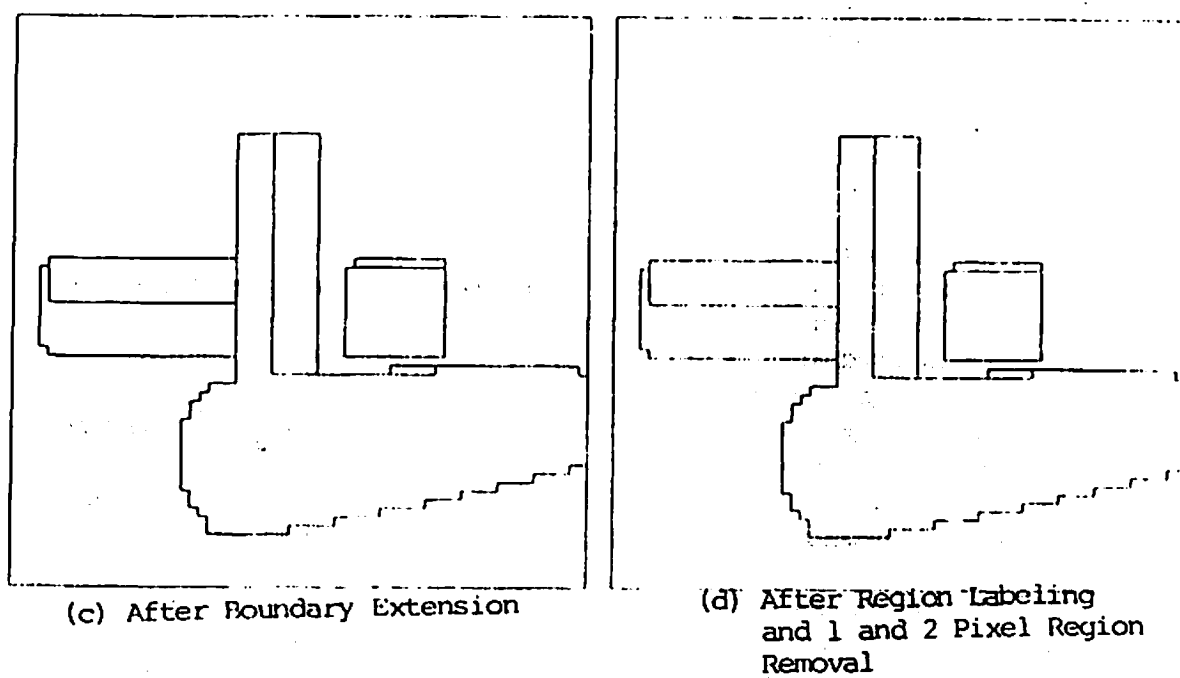 (c) After Boundary Extension
(d) After Region Labeling
and 1 and 2 Pixel Region
Removal